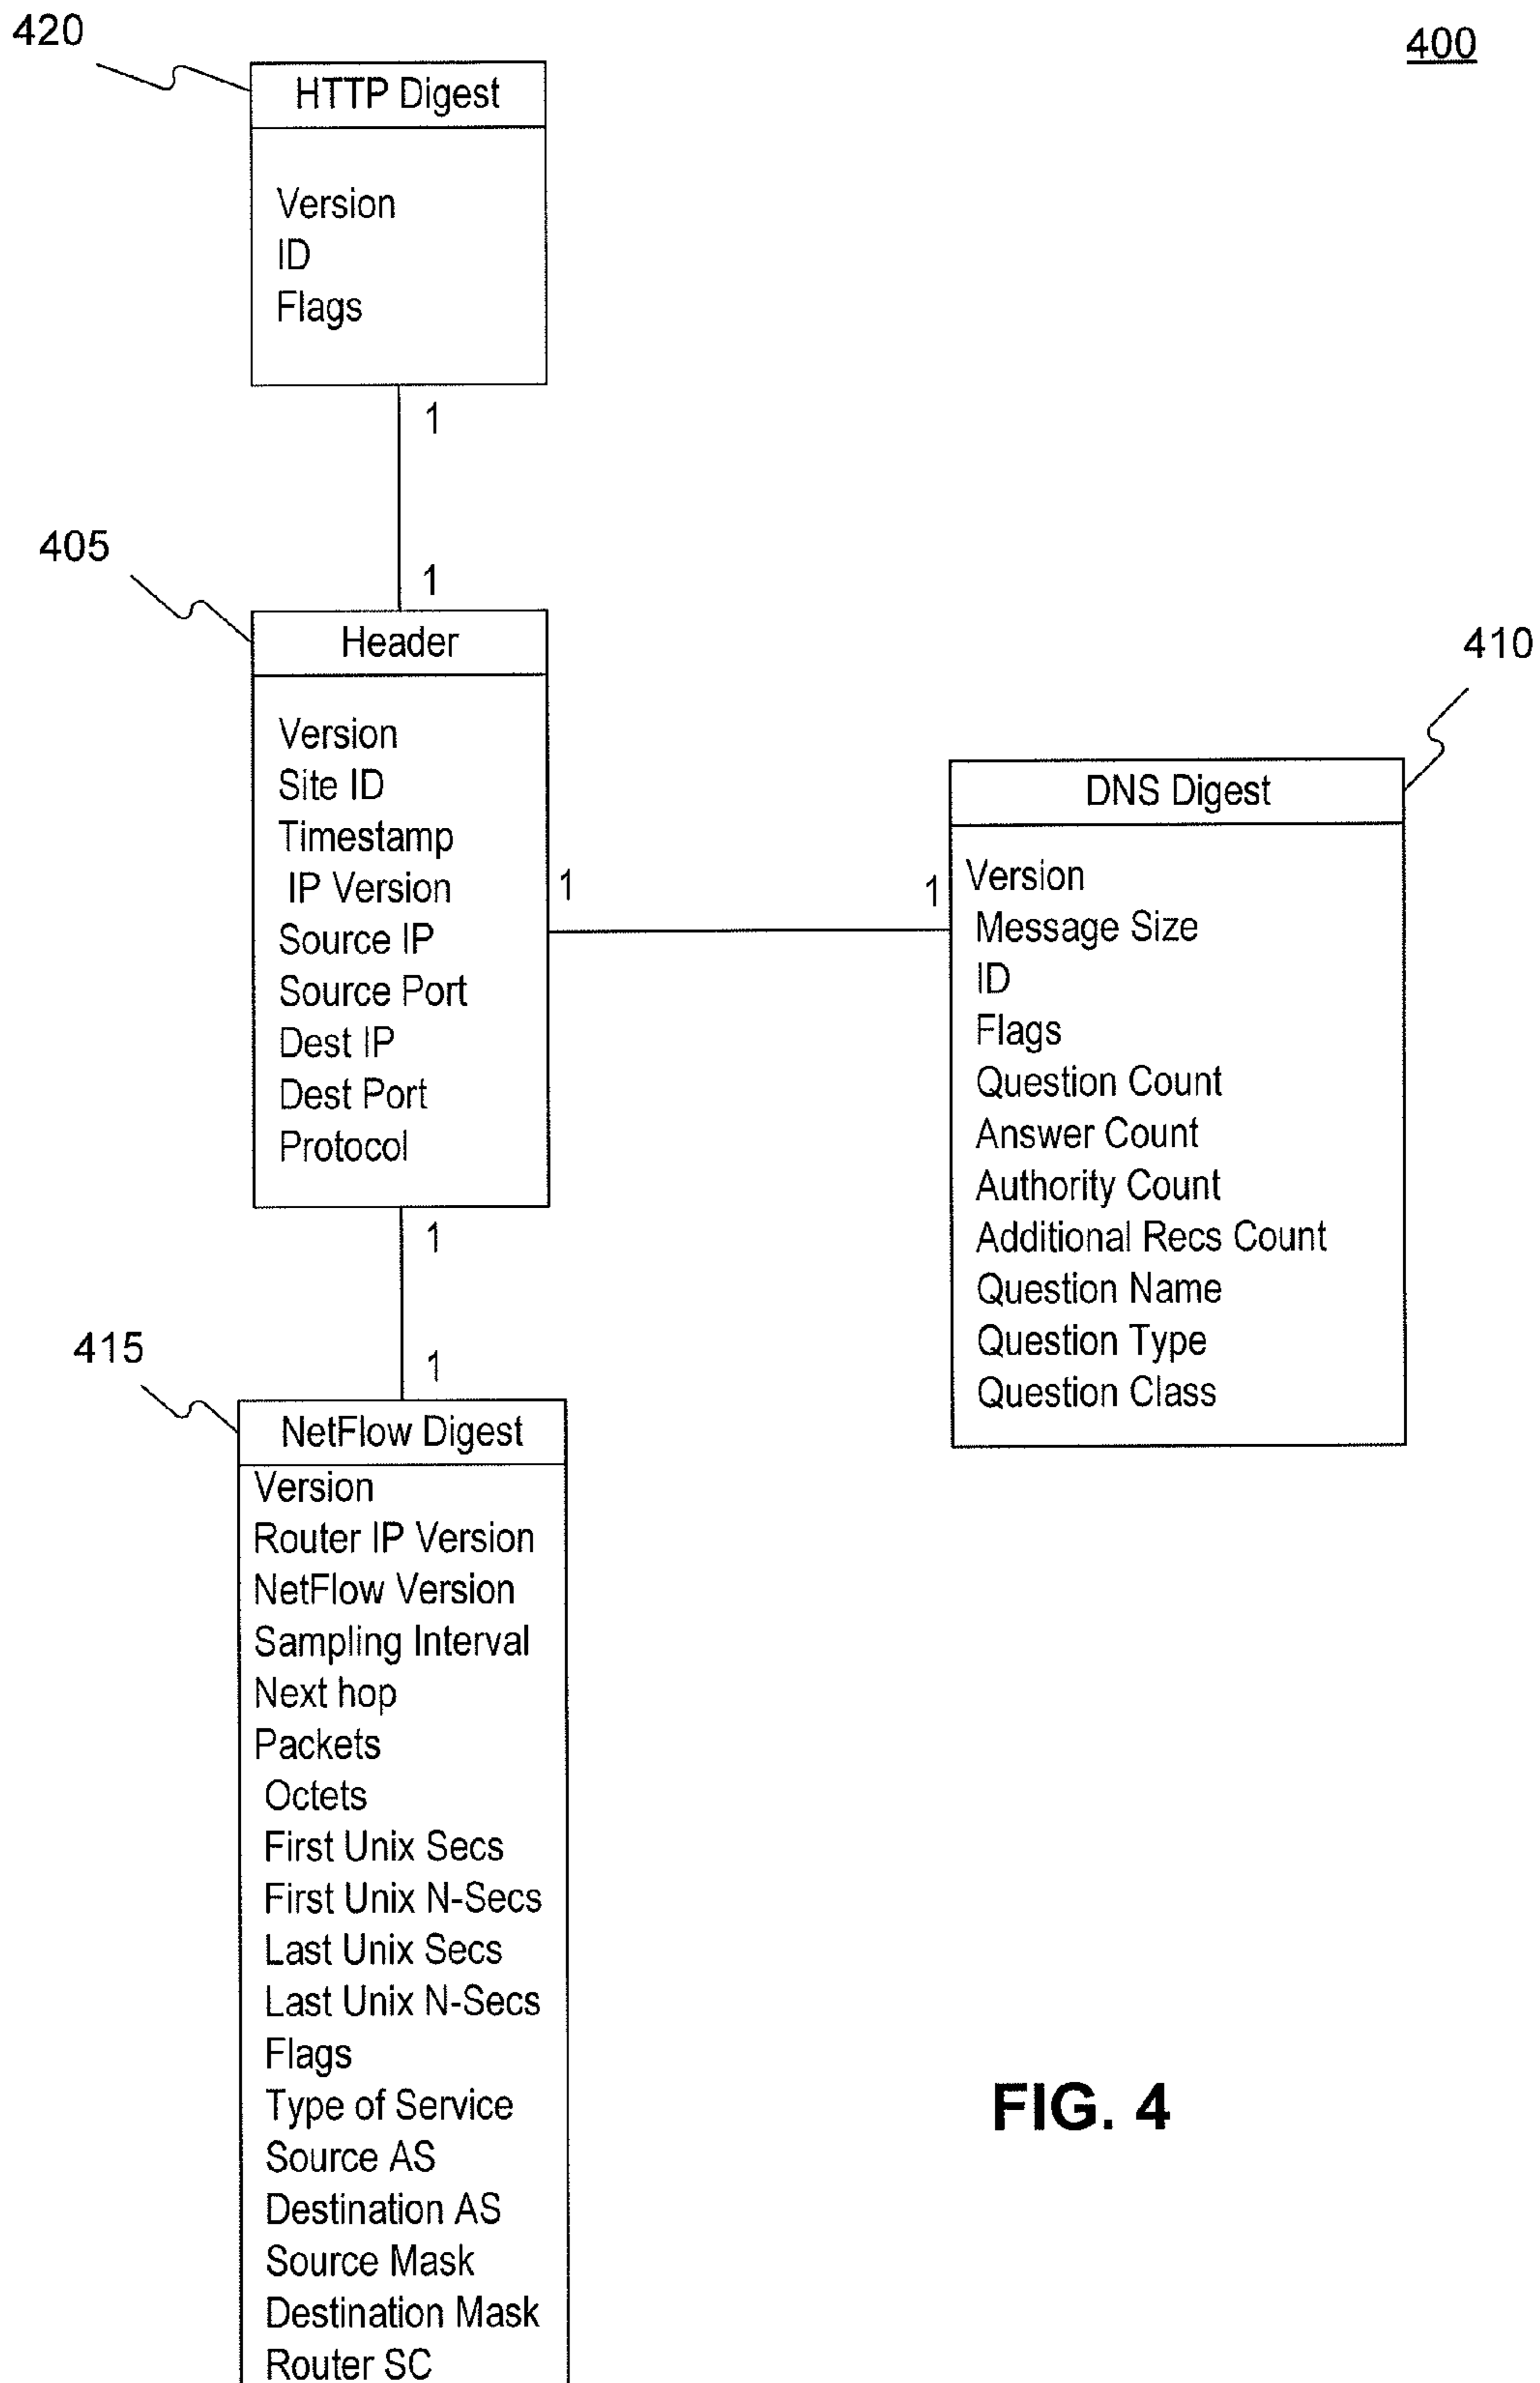 420
400
HTTP Digest
Version
ID
Flags
1
1
405
Header
Version
Site ID
Timestamp
IP Version
Source IP
Source Port
Dest IP
Dest Port
Protocol
1
1
410
DNS Digest
Version
Message Size
ID
Flags
Question Count
Answer Count
Authority Count
Additional Recs Count
Question Name
Question Type
Question Class
1
1
415
NetFlow Digest
Version
Router IP Version
NetFlow Version
Sampling Interval
Next hop
Packets
Octets
First Unix Secs
First Unix N-Secs
Last Unix Secs
Last Unix N-Secs
Flags
Type of Service
Source AS
Destination AS
Source Mask
Destination Mask
Router SC
FIG. 4